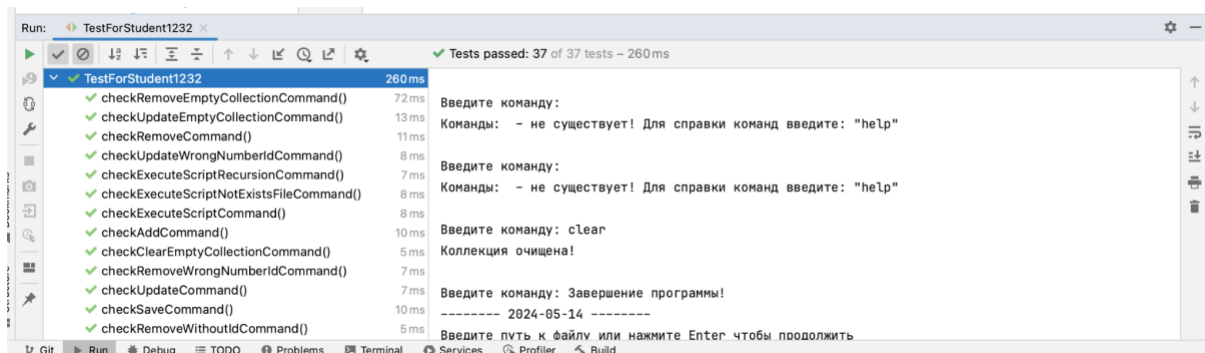 Run: TestForStudent1232
Tests passed: 37 of 37 tests – 260 ms
TestForStudent1232 260 ms
checkRemoveEmptyCollectionCommand() 72 ms
checkUpdateEmptyCollectionCommand() 13 ms
checkRemoveCommand() 11 ms
checkUpdateWrongNumberIdCommand() 8 ms
checkExecuteScriptRecursionCommand() 7 ms
checkExecuteScriptNotExistsFileCommand() 8 ms
checkExecuteScriptCommand() 8 ms
checkAddCommand() 10 ms
checkClearEmptyCollectionCommand() 5 ms
checkRemoveWrongNumberIdCommand() 7 ms
checkUpdateCommand() 7 ms
checkSaveCommand() 10 ms
checkRemoveWithoutIdCommand() 5 ms
Введите команду:
Команды:  – не существует! Для справки команд введите: "help"
Введите команду:
Команды:  – не существует! Для справки команд введите: "help"
Введите команду: clear
Коллекция очищена!
Введите команду: Завершение программы!
-------- 2024-05-14 --------
Введите путь к файлу или нажмите Enter чтобы продолжить
Git Run Debug TODO Problems Terminal Services Profiler Build